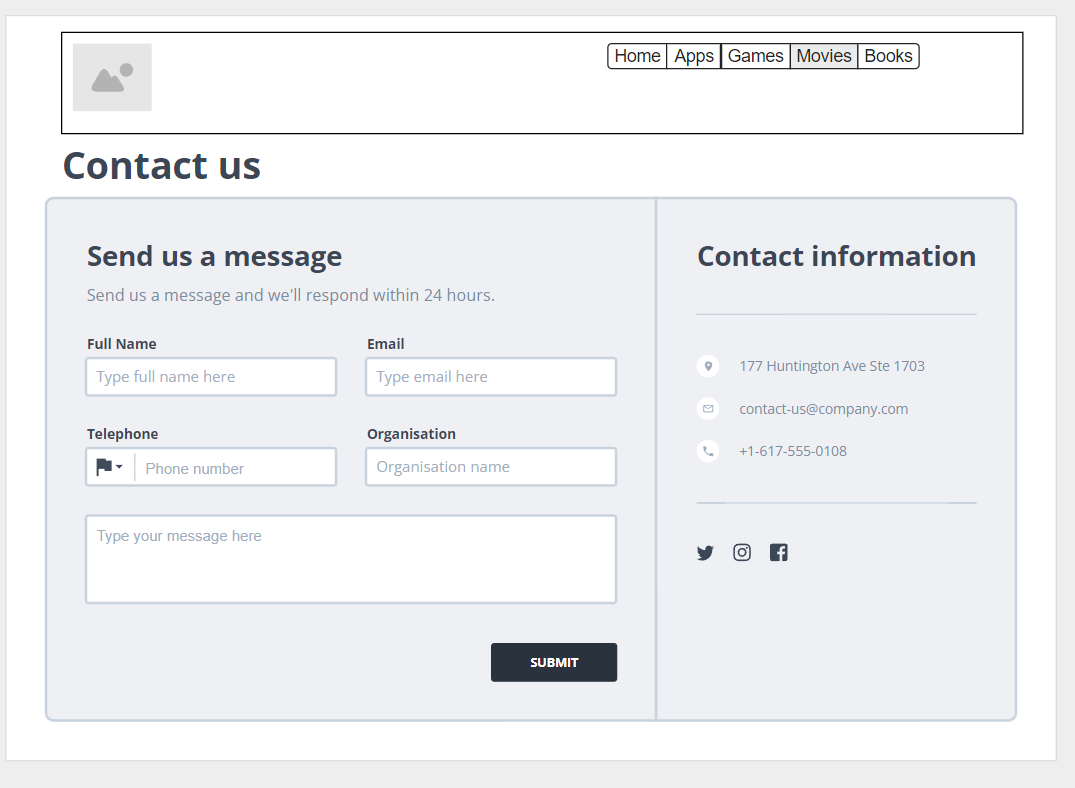 Home Apps Games Movies Books
Contact us
Send us a message
Send us a message and we'll respond within 24 hours.
Full Name Email
Type full name here Type email here
Telephone Organisation
Phone number Organisation name
Type your message here
SUBMIT
Contact information
177 Huntington Ave Ste 1703
contact-us@company.com
+1-617-555-0108